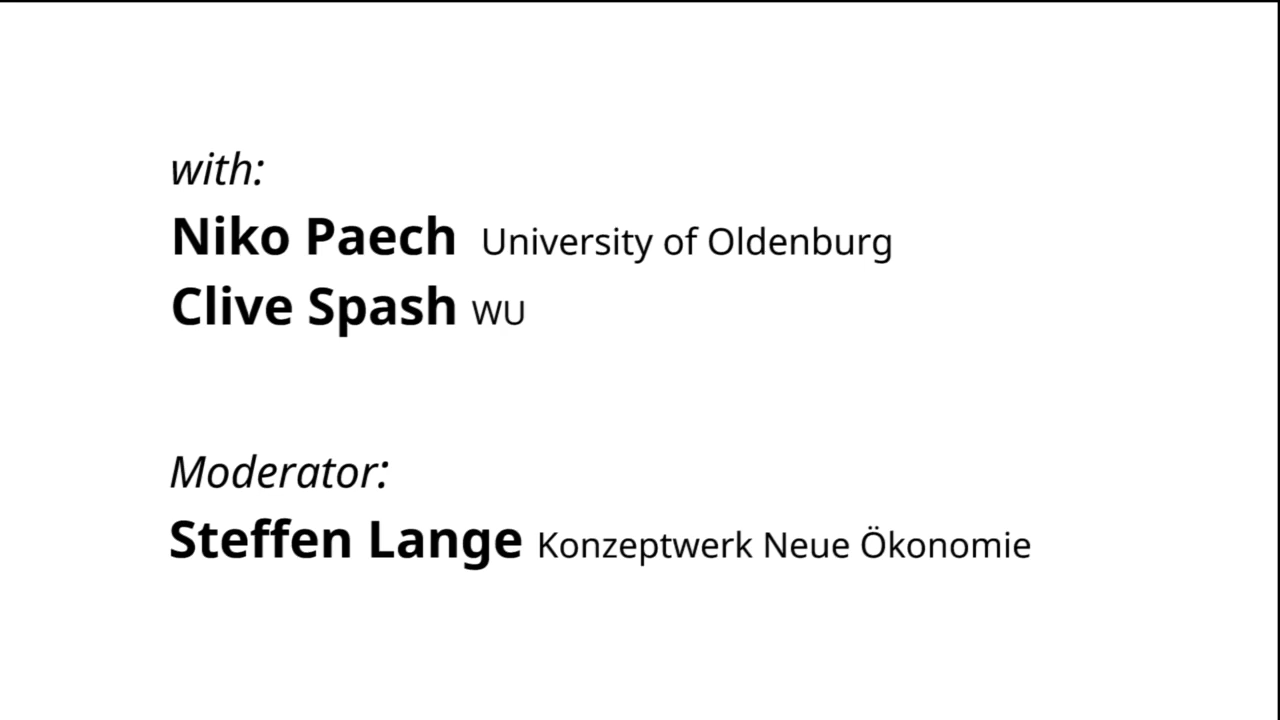 with:
Niko Paech University of Oldenburg
Clive Spash WU
Moderator:
Steffen Lange Konzeptwerk Neue Ökonomie